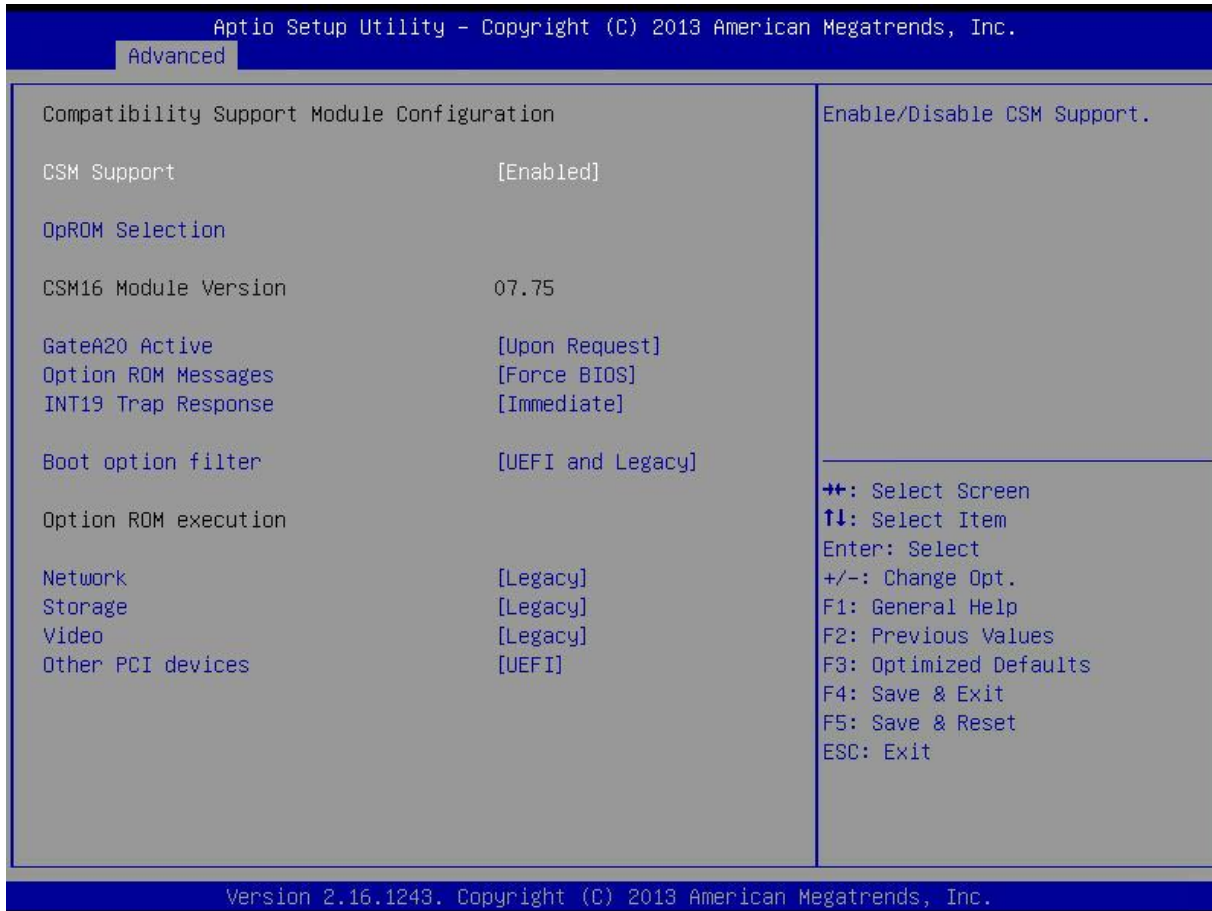 Aptio Setup Utility – Copyright (C) 2013 American Megatrends, Inc.
Advanced
Compatibility Support Module Configuration
CSM Support [Enabled]
OpROM Selection
CSM16 Module Version 07.75
GateA20 Active [Upon Request]
Option ROM Messages [Force BIOS]
INT19 Trap Response [Immediate]
Boot option filter [UEFI and Legacy]
Option ROM execution
Network [Legacy]
Storage [Legacy]
Video [Legacy]
Other PCI devices [UEFI]
Enable/Disable CSM Support.
→←: Select Screen
↑↓: Select Item
Enter: Select
+/-: Change Opt.
F1: General Help
F2: Previous Values
F3: Optimized Defaults
F4: Save & Exit
F5: Save & Reset
ESC: Exit
Version 2.16.1243. Copyright (C) 2013 American Megatrends, Inc.